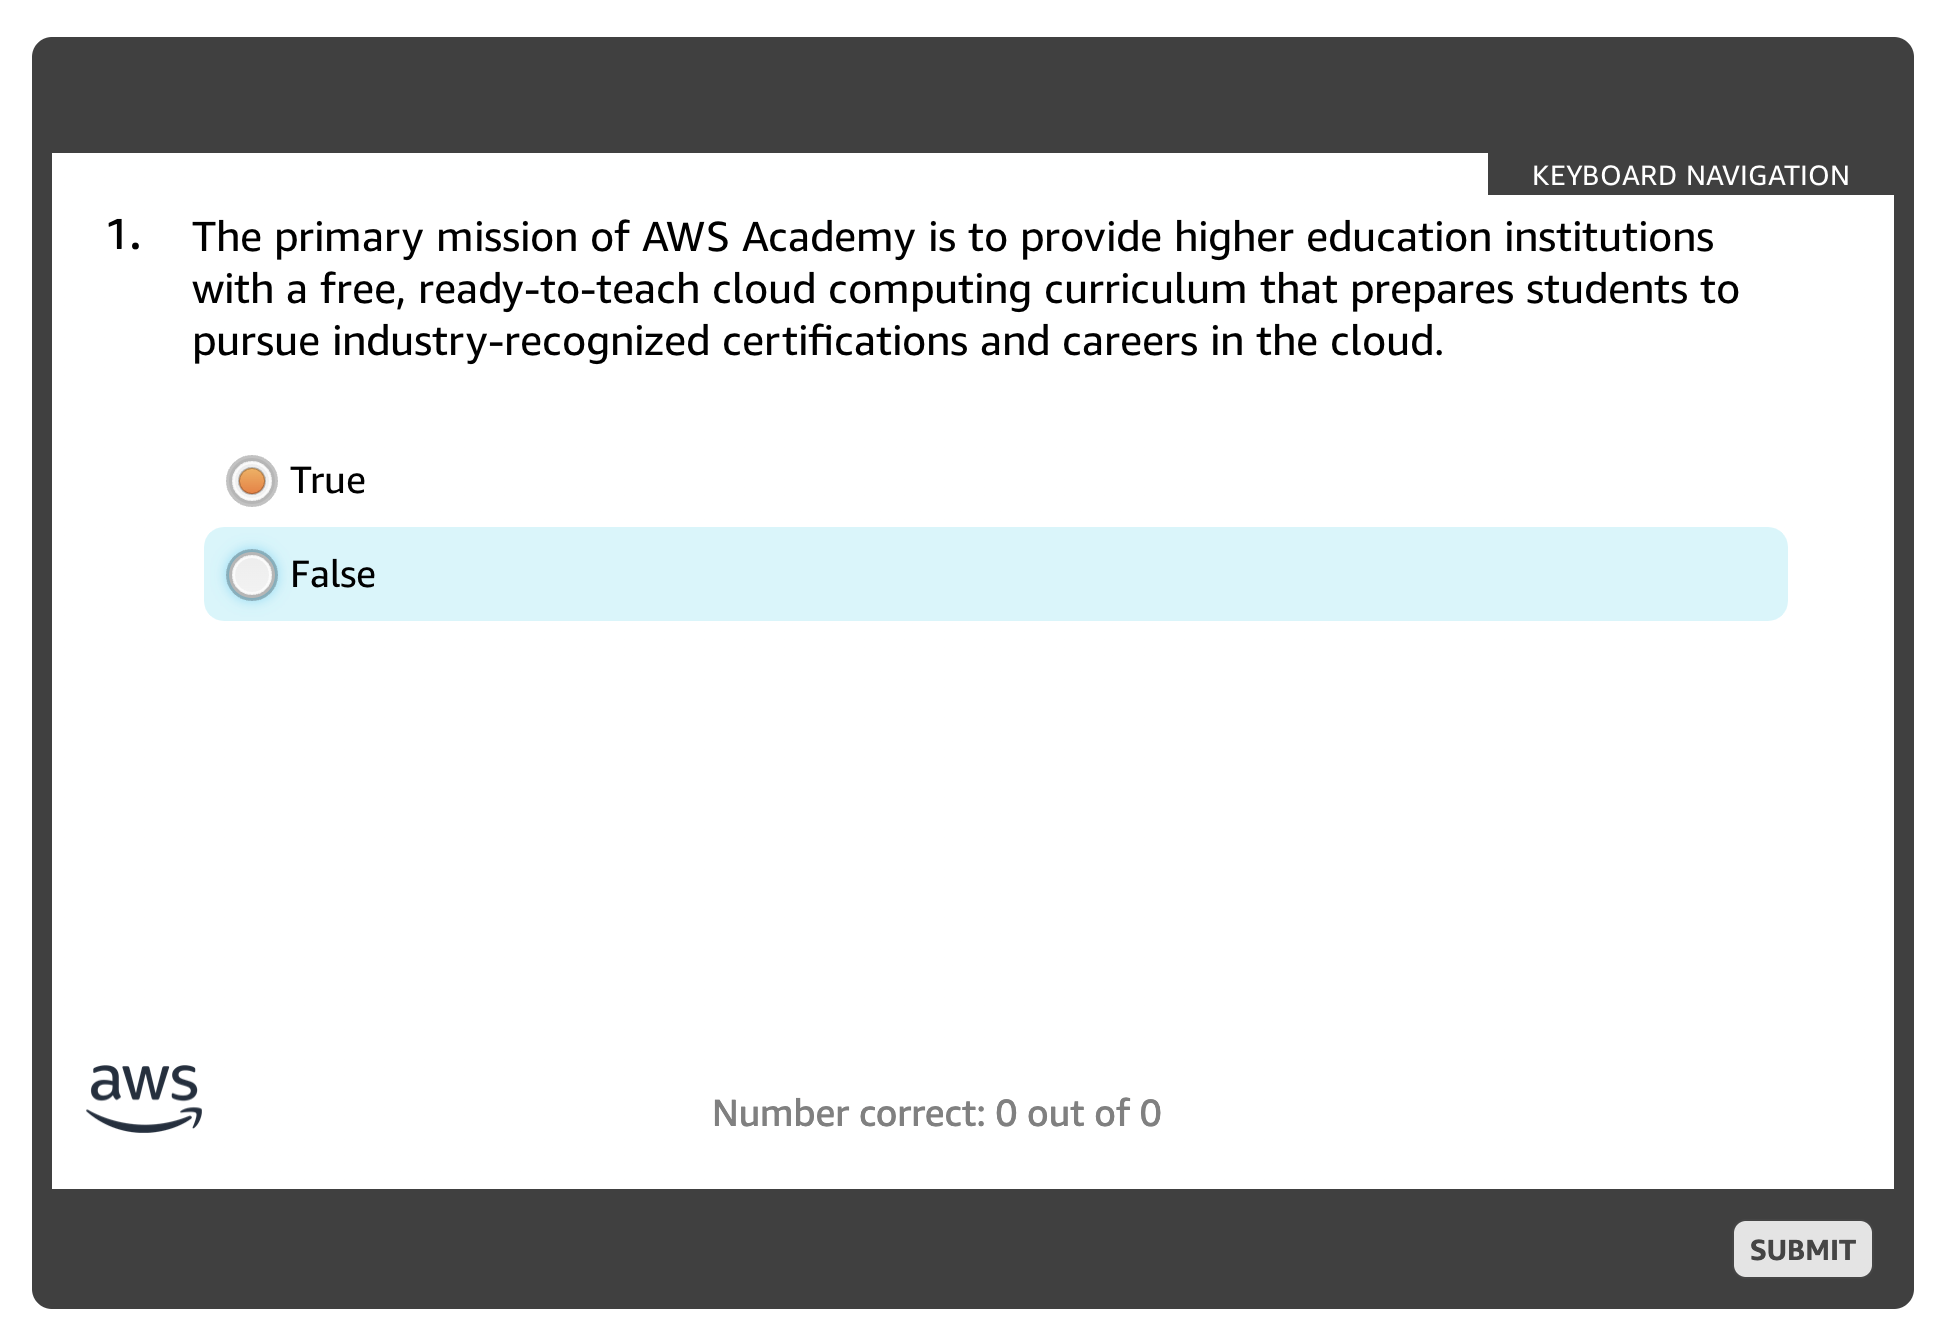 KEYBOARD NAVIGATION
1. The primary mission of AWS Academy is to provide higher education institutions
with a free, ready-to-teach cloud computing curriculum that prepares students to
pursue industry-recognized certifications and careers in the cloud.
True
False
aws
Number correct: 0 out of 0
SUBMIT